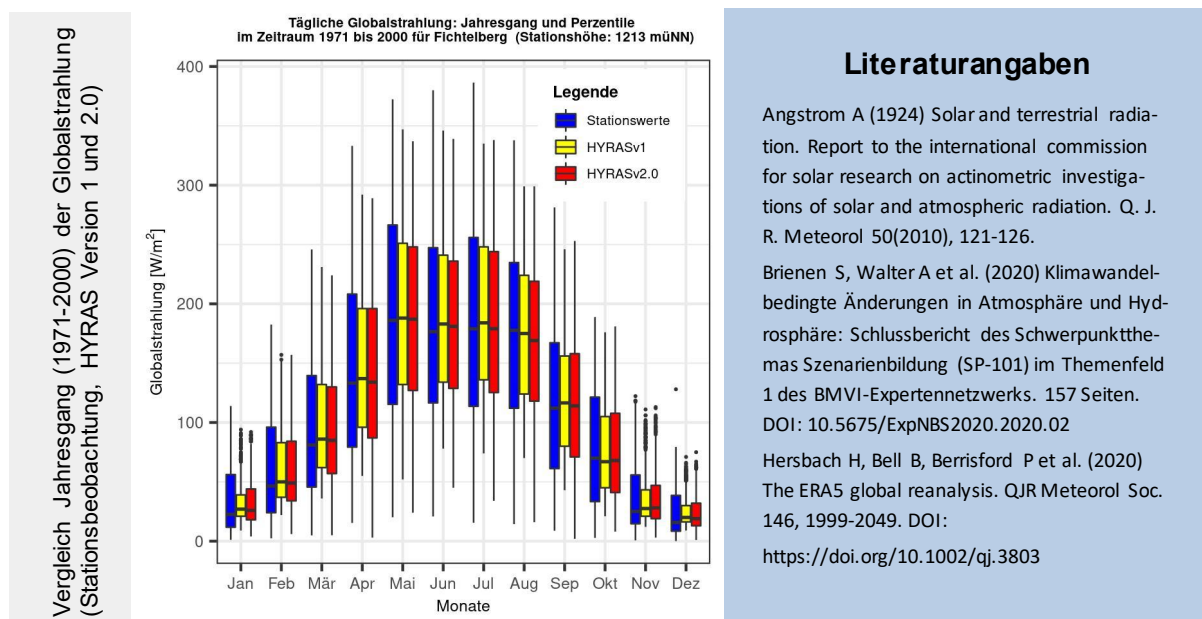 Vergleich Jahresgang (1971-2000) der Globalstrahlung
(Stationsbeobachtung, HYRAS Version 1 und 2.0)
Tägliche Globalstrahlung: Jahresgang und Perzentile
im Zeitraum 1971 bis 2000 für Fichtelberg (Stationshöhe: 1213 müNN)
Globalstrahlung [W/m²]
400
300
200
100
0
Legende
Stationswerte
HYRASv1
HYRASv2.0
Jan Feb Mär Apr Mai Jun Jul Aug Sep Okt Nov Dez
Monate
Literaturangaben
Angstrom A (1924) Solar and terrestrial radia-
tion. Report to the international commission
for solar research on actinometric investiga-
tions of solar and atmospheric radiation. Q. J.
R. Meteorol 50(2010), 121-126.
Brienen S, Walter A et al. (2020) Klimawandel-
bedingte Änderungen in Atmosphäre und Hyd-
rosphäre: Schlussbericht des Schwerpunktthe-
mas Szenarienbildung (SP-101) im Themenfeld
1 des BMVI-Expertennetzwerks. 157 Seiten.
DOI: 10.5675/ExpNBS2020.2020.02
Hersbach H, Bell B, Berrisford P et al. (2020)
The ERA5 global reanalysis. QJR Meteorol Soc.
146, 1999-2049. DOI:
https://doi.org/10.1002/qj.3803